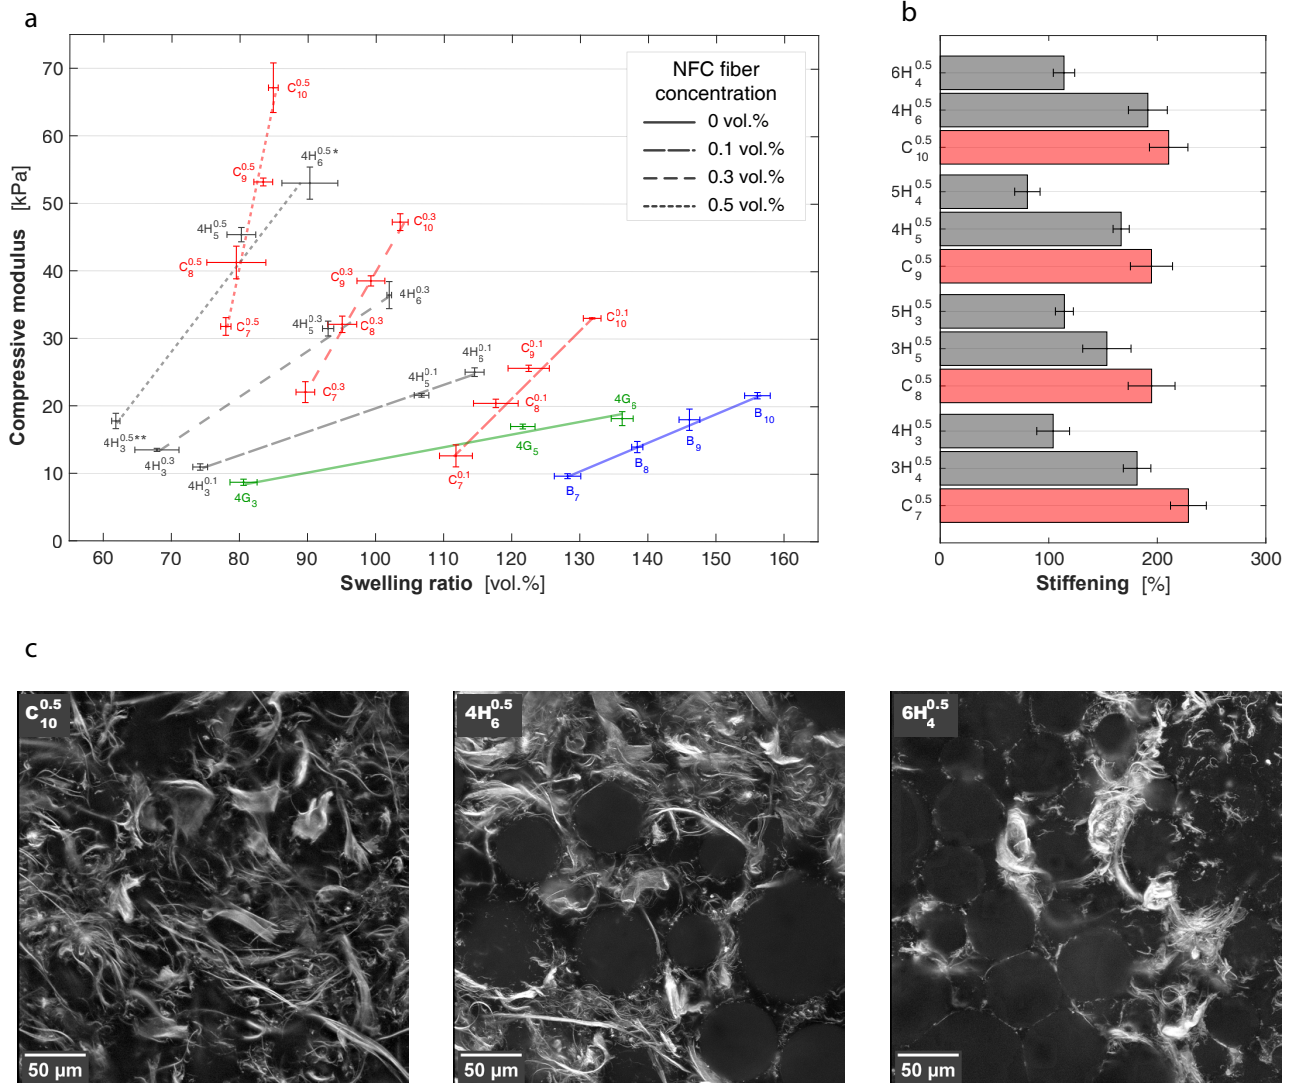 a
Compressive modulus [kPa]
70
60
50
40
30
20
10
0
60 70 80 90 100 110 120 130 140 150 160
Swelling ratio [vol.%]
NFC fiber
concentration
0 vol.%
0.1 vol.%
0.3 vol.%
0.5 vol.%
C₁₀^0.5
4H₆^0.5*
C₉^0.5
4H₅^0.5
C₈^0.5
C₇^0.5
4H₃^0.5**
C₁₀^0.3
C₉^0.3
4H₆^0.3
4H₅^0.3
C₈^0.3
C₇^0.3
4H₃^0.3
C₁₀^0.1
C₉^0.1
4H₆^0.1
4H₅^0.1
C₈^0.1
C₇^0.1
4H₃^0.1
4G₆
4G₅
4G₃
B₁₀
B₉
B₈
B₇
b
6H₄^0.5
4H₆^0.5
C₁₀^0.5
5H₄^0.5
4H₅^0.5
C₉^0.5
5H₃^0.5
3H₅^0.5
C₈^0.5
4H₃^0.5
3H₄^0.5
C₇^0.5
0 100 200 300
Stiffening [%]
c
C₁₀^0.5
50 µm
4H₆^0.5
50 µm
6H₄^0.5
50 µm